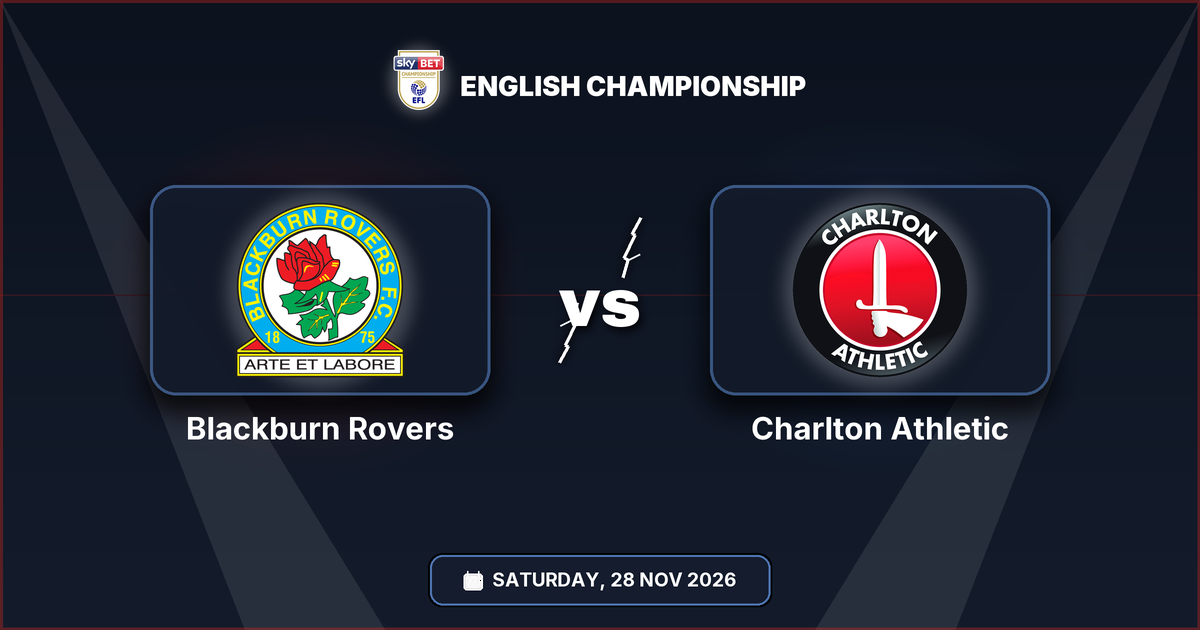 sky BET
CHAMPIONSHIP
EFL
ENGLISH CHAMPIONSHIP
BLACKBURN ROVERS F.C.
18 75
ARTE ET LABORE
vs
CHARLTON
ATHLETIC
Blackburn Rovers
Charlton Athletic
SATURDAY, 28 NOV 2026